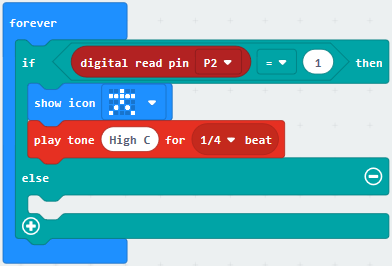 forever
if digital read pin P2 = 1 then
show icon
play tone High C for 1/4 beat
else